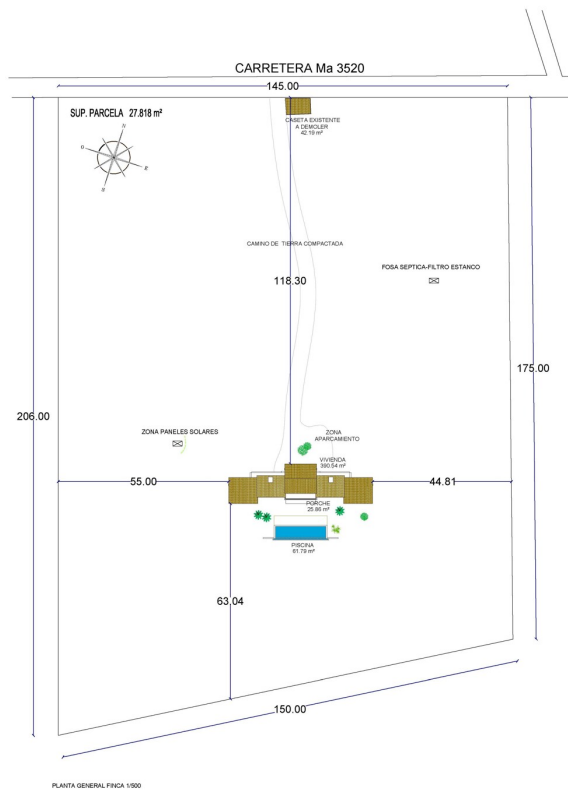 CARRETERA Ma 3520
145.00
SUP. PARCELA 27.818 m²
N
O
E
CASETA EXISTENTE
A DEMOLER
42.19 m²
CAMINO DE TIERRA COMPACTADA
FOSA SEPTICA-FILTRO ESTANCO
118.30
175.00
206.00
ZONA PANELES SOLARES
ZONA
APARCAMIENTO
VIVIENDA
390.54 m²
55.00
44.81
PORCHE
25.86 m²
PISCINA
61.79 m²
63.04
150.00
PLANTA GENERAL FINCA 1/500